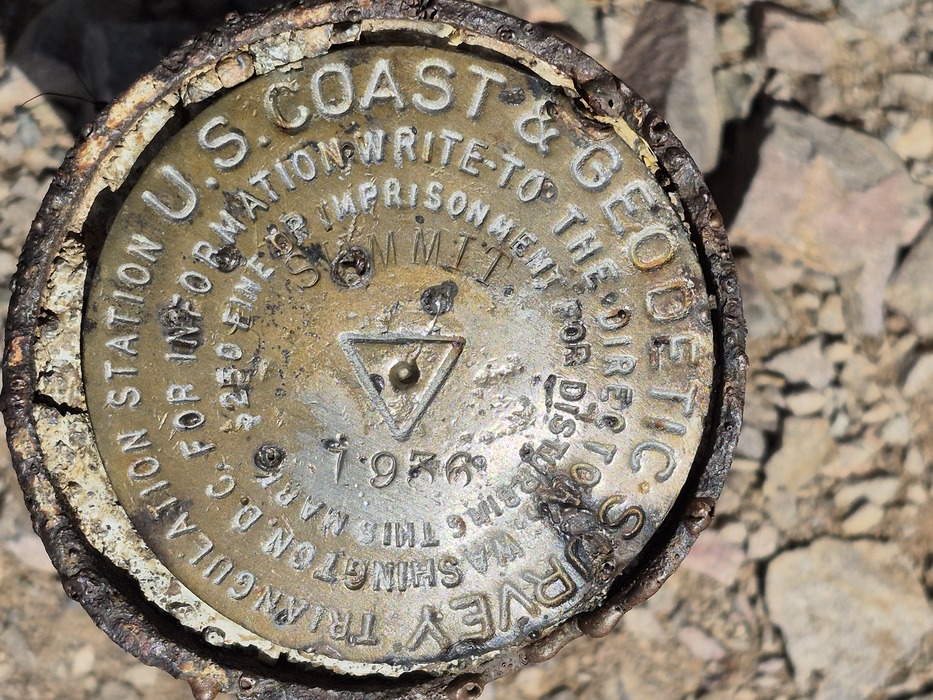 U.S. COAST & GEODETIC SURVEY
TRIANGULATION STATION
FOR INFORMATION WRITE TO THE DIRECTOR
WASHINGTON, D.C.
$250 FINE OR IMPRISONMENT FOR DISTURBING THIS MARK.
SUMMIT
1936